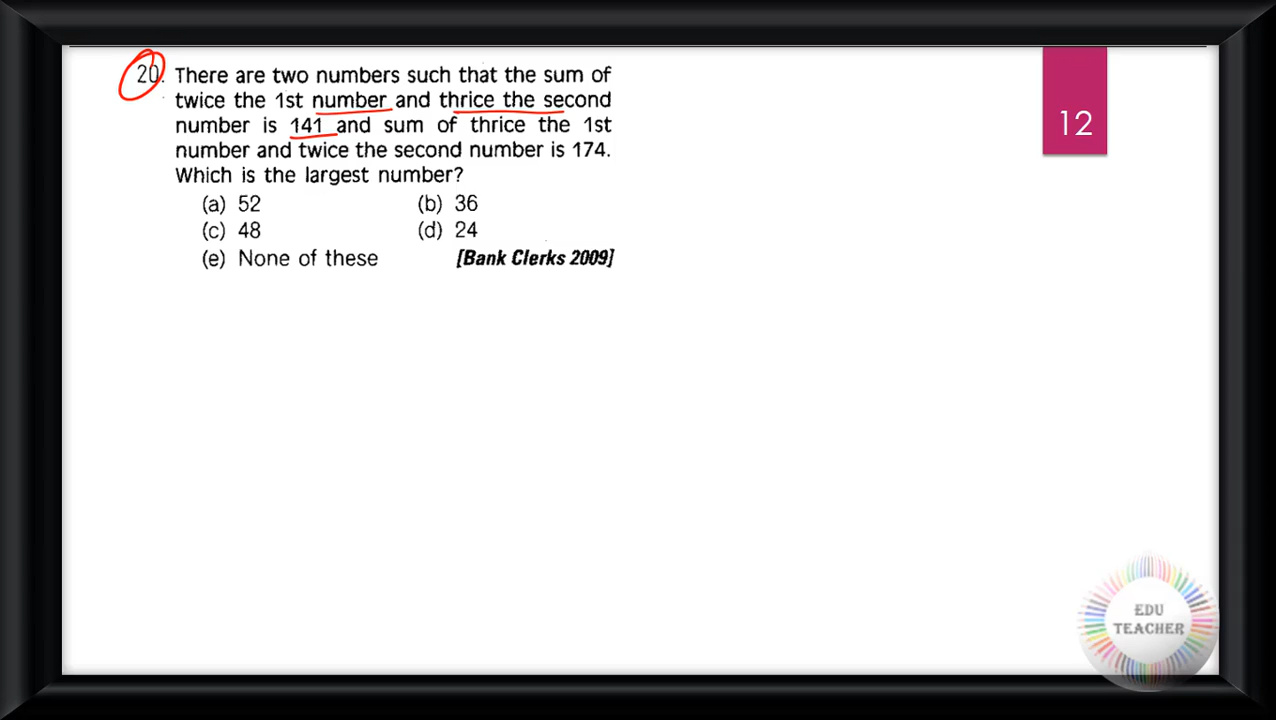 20. There are two numbers such that the sum of
twice the 1st number and thrice the second
number is 141 and sum of thrice the 1st
number and twice the second number is 174.
Which is the largest number?
(a) 52 (b) 36
(c) 48 (d) 24
(e) None of these [Bank Clerks 2009]
12
EDU
TEACHER